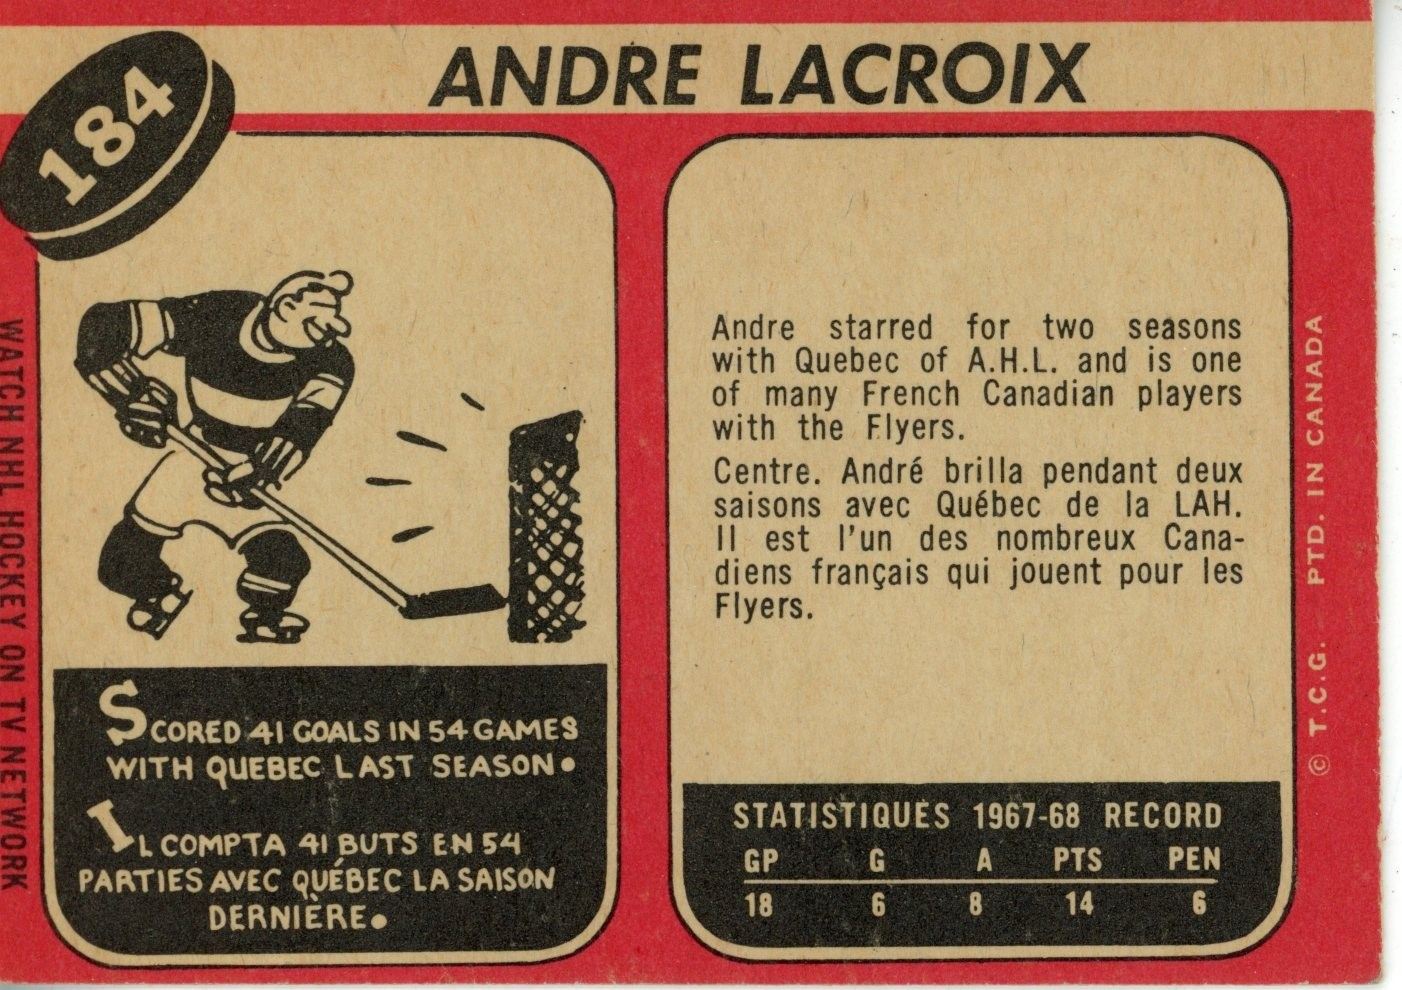 184
ANDRE LACROIX
WATCH NHL HOCKEY ON TV NETWORK
SCORED 41 GOALS IN 54 GAMES
WITH QUEBEC LAST SEASON.
IL COMPTA 41 BUTS EN 54
PARTIES AVEC QUÉBEC LA SAISON
DERNIÈRE.
Andre starred for two seasons
with Quebec of A.H.L. and is one
of many French Canadian players
with the Flyers.
Centre. André brilla pendant deux
saisons avec Québec de la LAH.
Il est l'un des nombreux Cana-
diens français qui jouent pour les
Flyers.
STATISTIQUES 1967-68 RECORD
GP G A PTS PEN
18 6 8 14 6
© T.C.G. PTD. IN CANADA